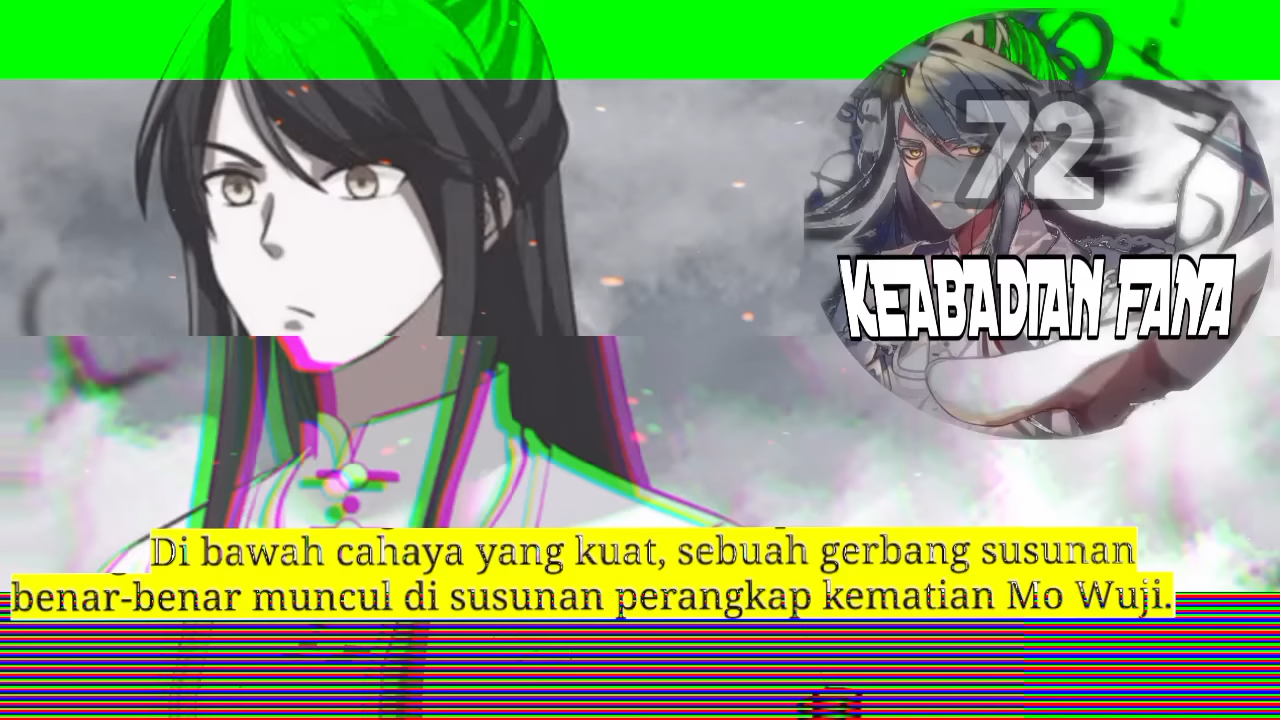 72
KEABADIAN FANA
Di bawah cahaya yang kuat, sebuah gerbang susunan
benar-benar muncul di susunan perangkap kematian Mo Wuji.